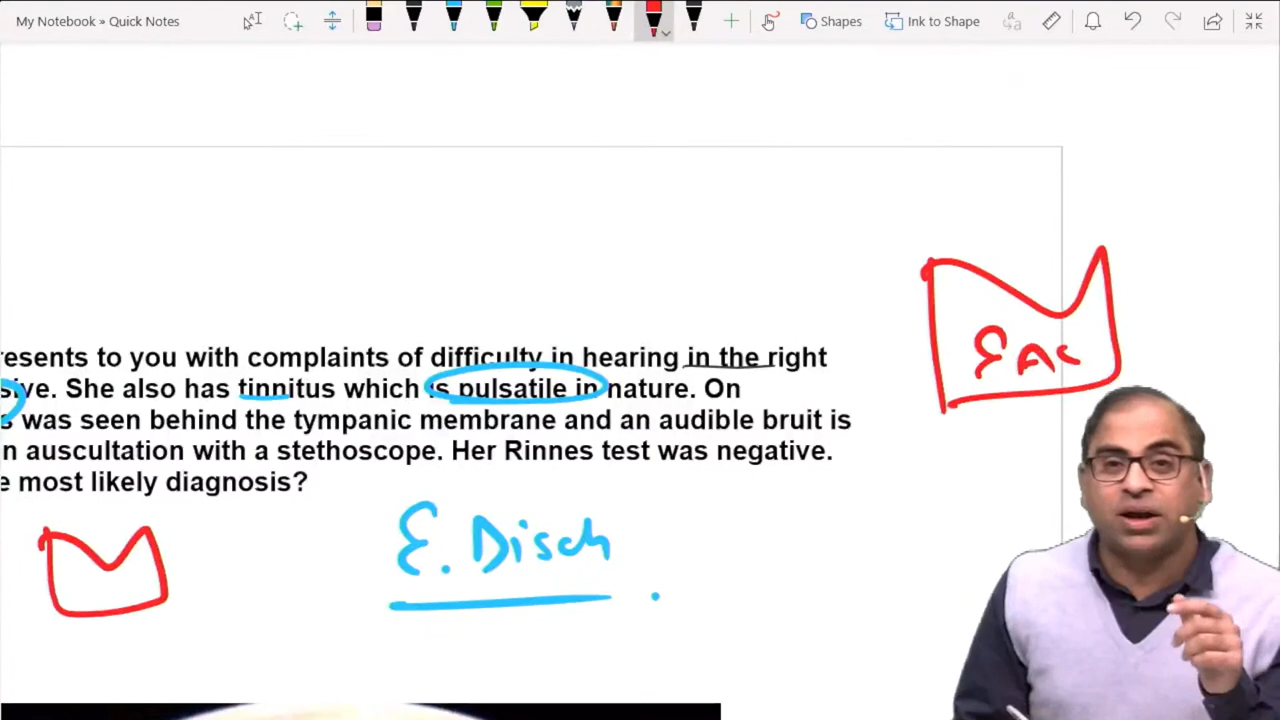 My Notebook » Quick Notes
Shapes
Ink to Shape
resents to you with complaints of difficulty in hearing in the right
sive. She also has tinnitus which is pulsatile in nature. On
s was seen behind the tympanic membrane and an audible bruit is
n auscultation with a stethoscope. Her Rinnes test was negative.
e most likely diagnosis?
EAC
E. Disch